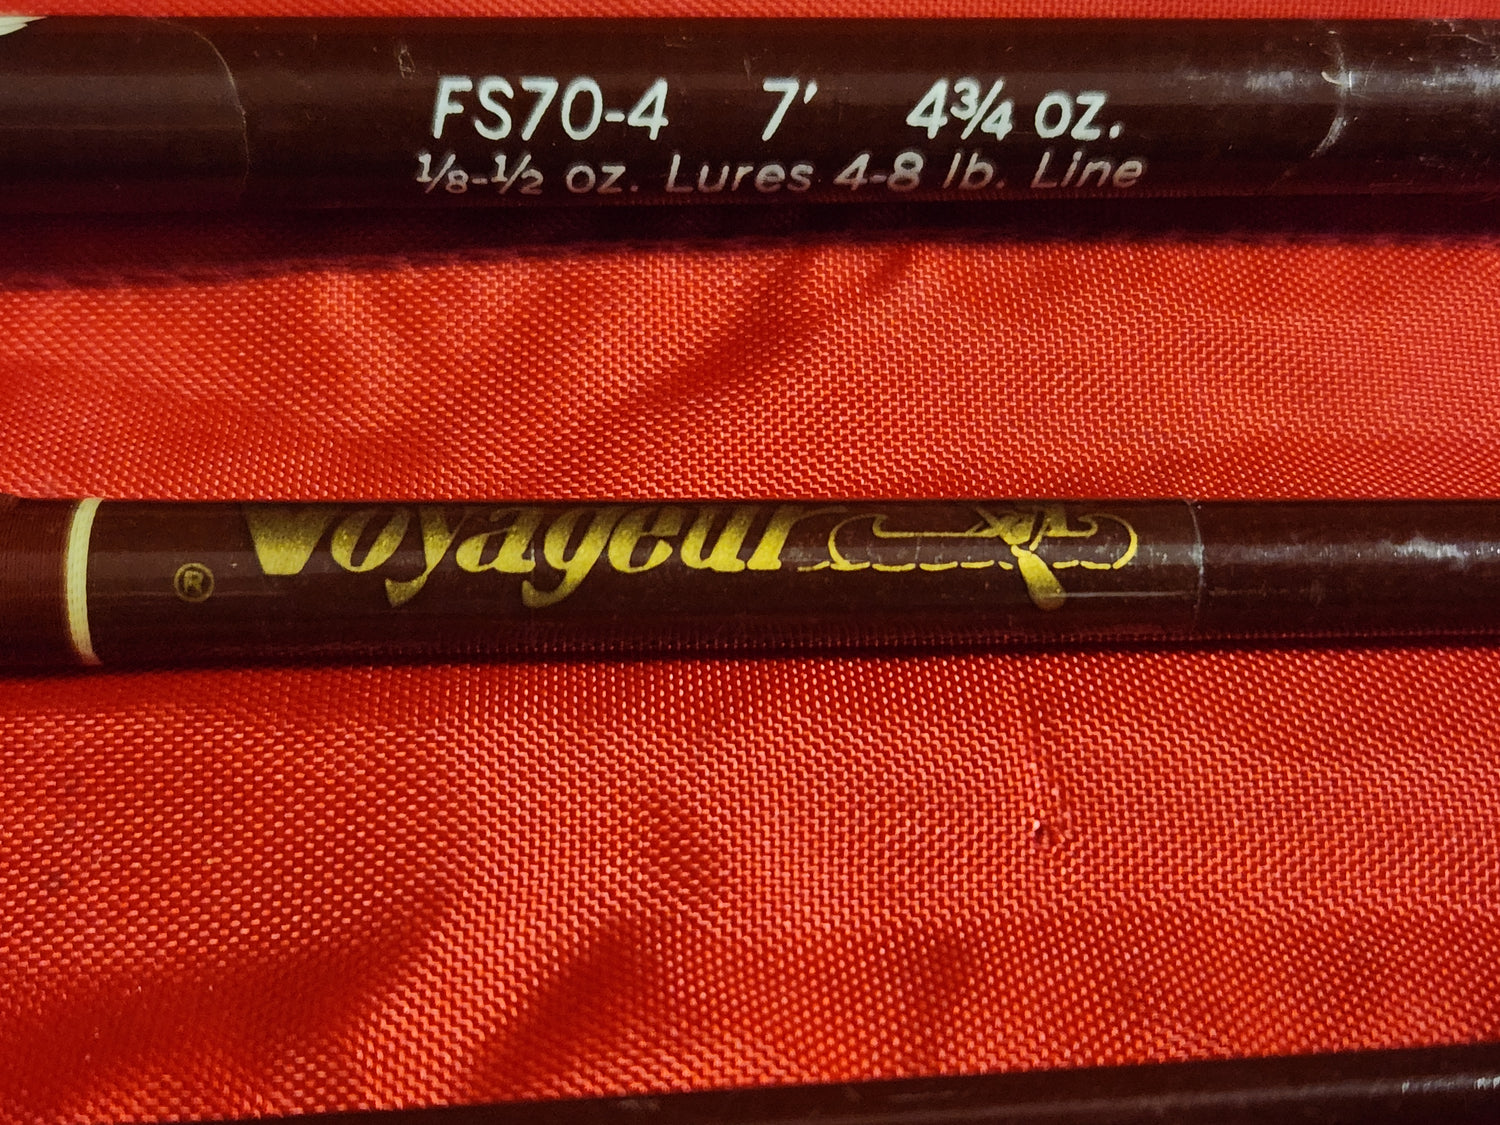 FS70-4 7' 4¾ oz.
⅛-½ oz. Lures 4-8 lb. Line
® Voyageur